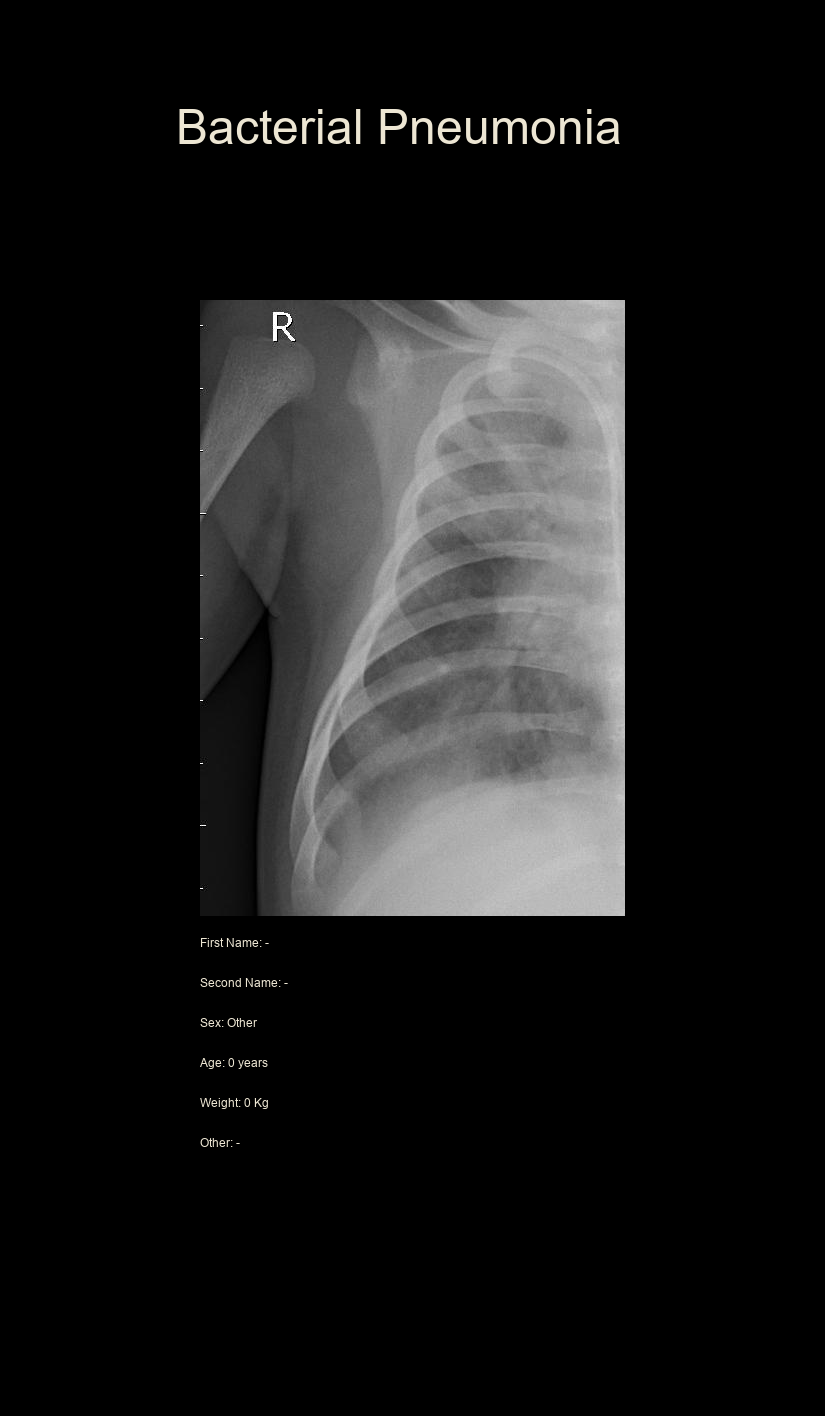 Bacterial Pneumonia
R
First Name: -
Second Name: -
Sex: Other
Age: 0 years
Weight: 0 Kg
Other: -